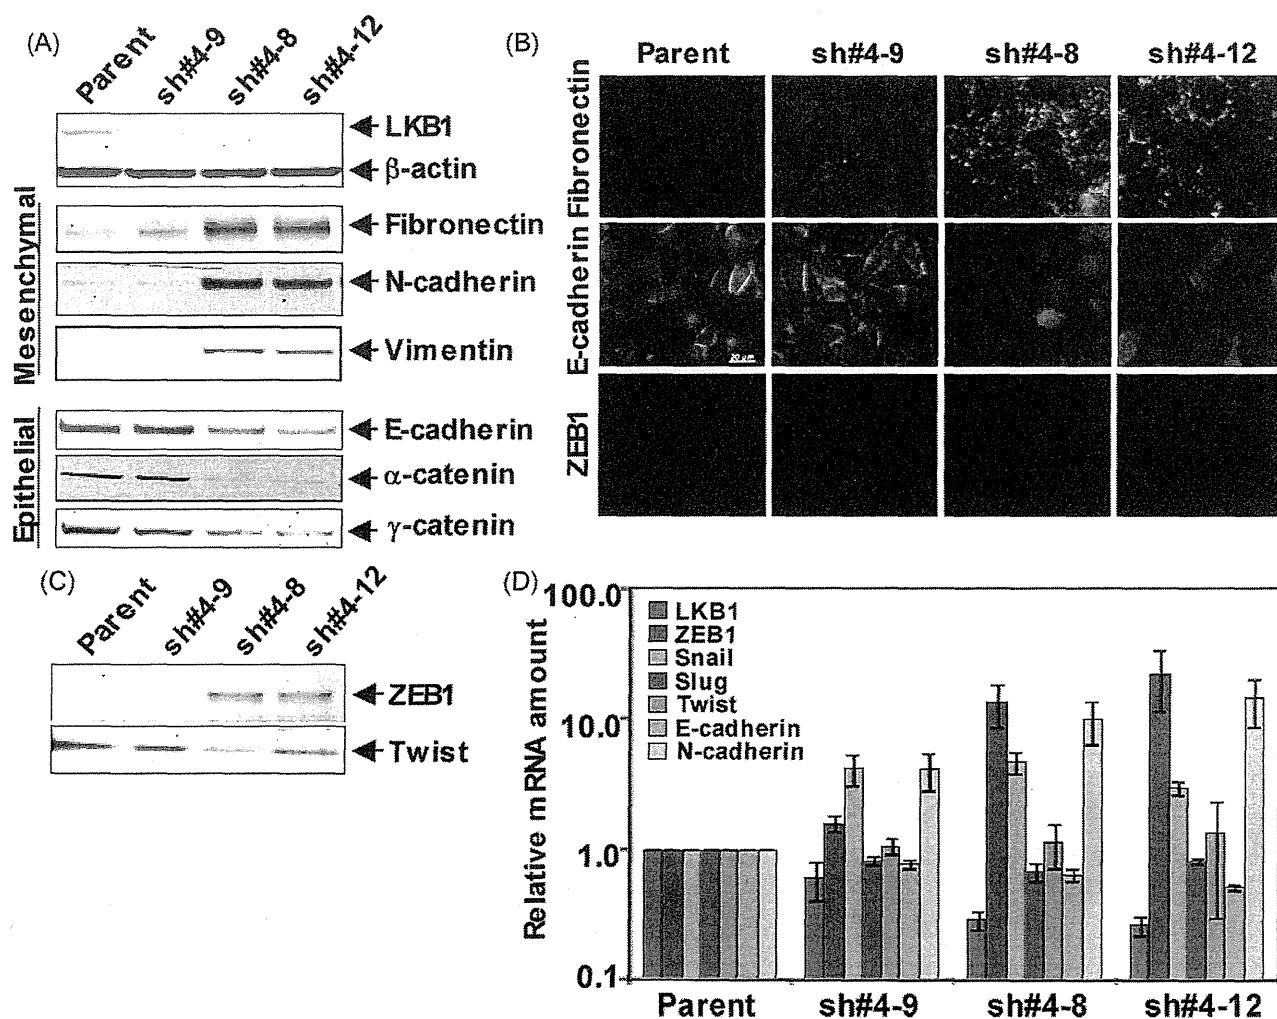 (A)
Parent
sh#4-9
sh#4-8
sh#4-12
LKB1
β-actin
Mesenchymal
Fibronectin
N-cadherin
Vimentin
Epithelial
E-cadherin
α-catenin
γ-catenin
(B)
Parent
sh#4-9
sh#4-8
sh#4-12
Fibronectin
E-cadherin
20 µm
ZEB1
(C)
Parent
sh#4-9
sh#4-8
sh#4-12
ZEB1
Twist
(D)
Relative mRNA amount
100.0
10.0
1.0
0.1
LKB1
ZEB1
Snail
Slug
Twist
E-cadherin
N-cadherin
Parent
sh#4-9
sh#4-8
sh#4-12